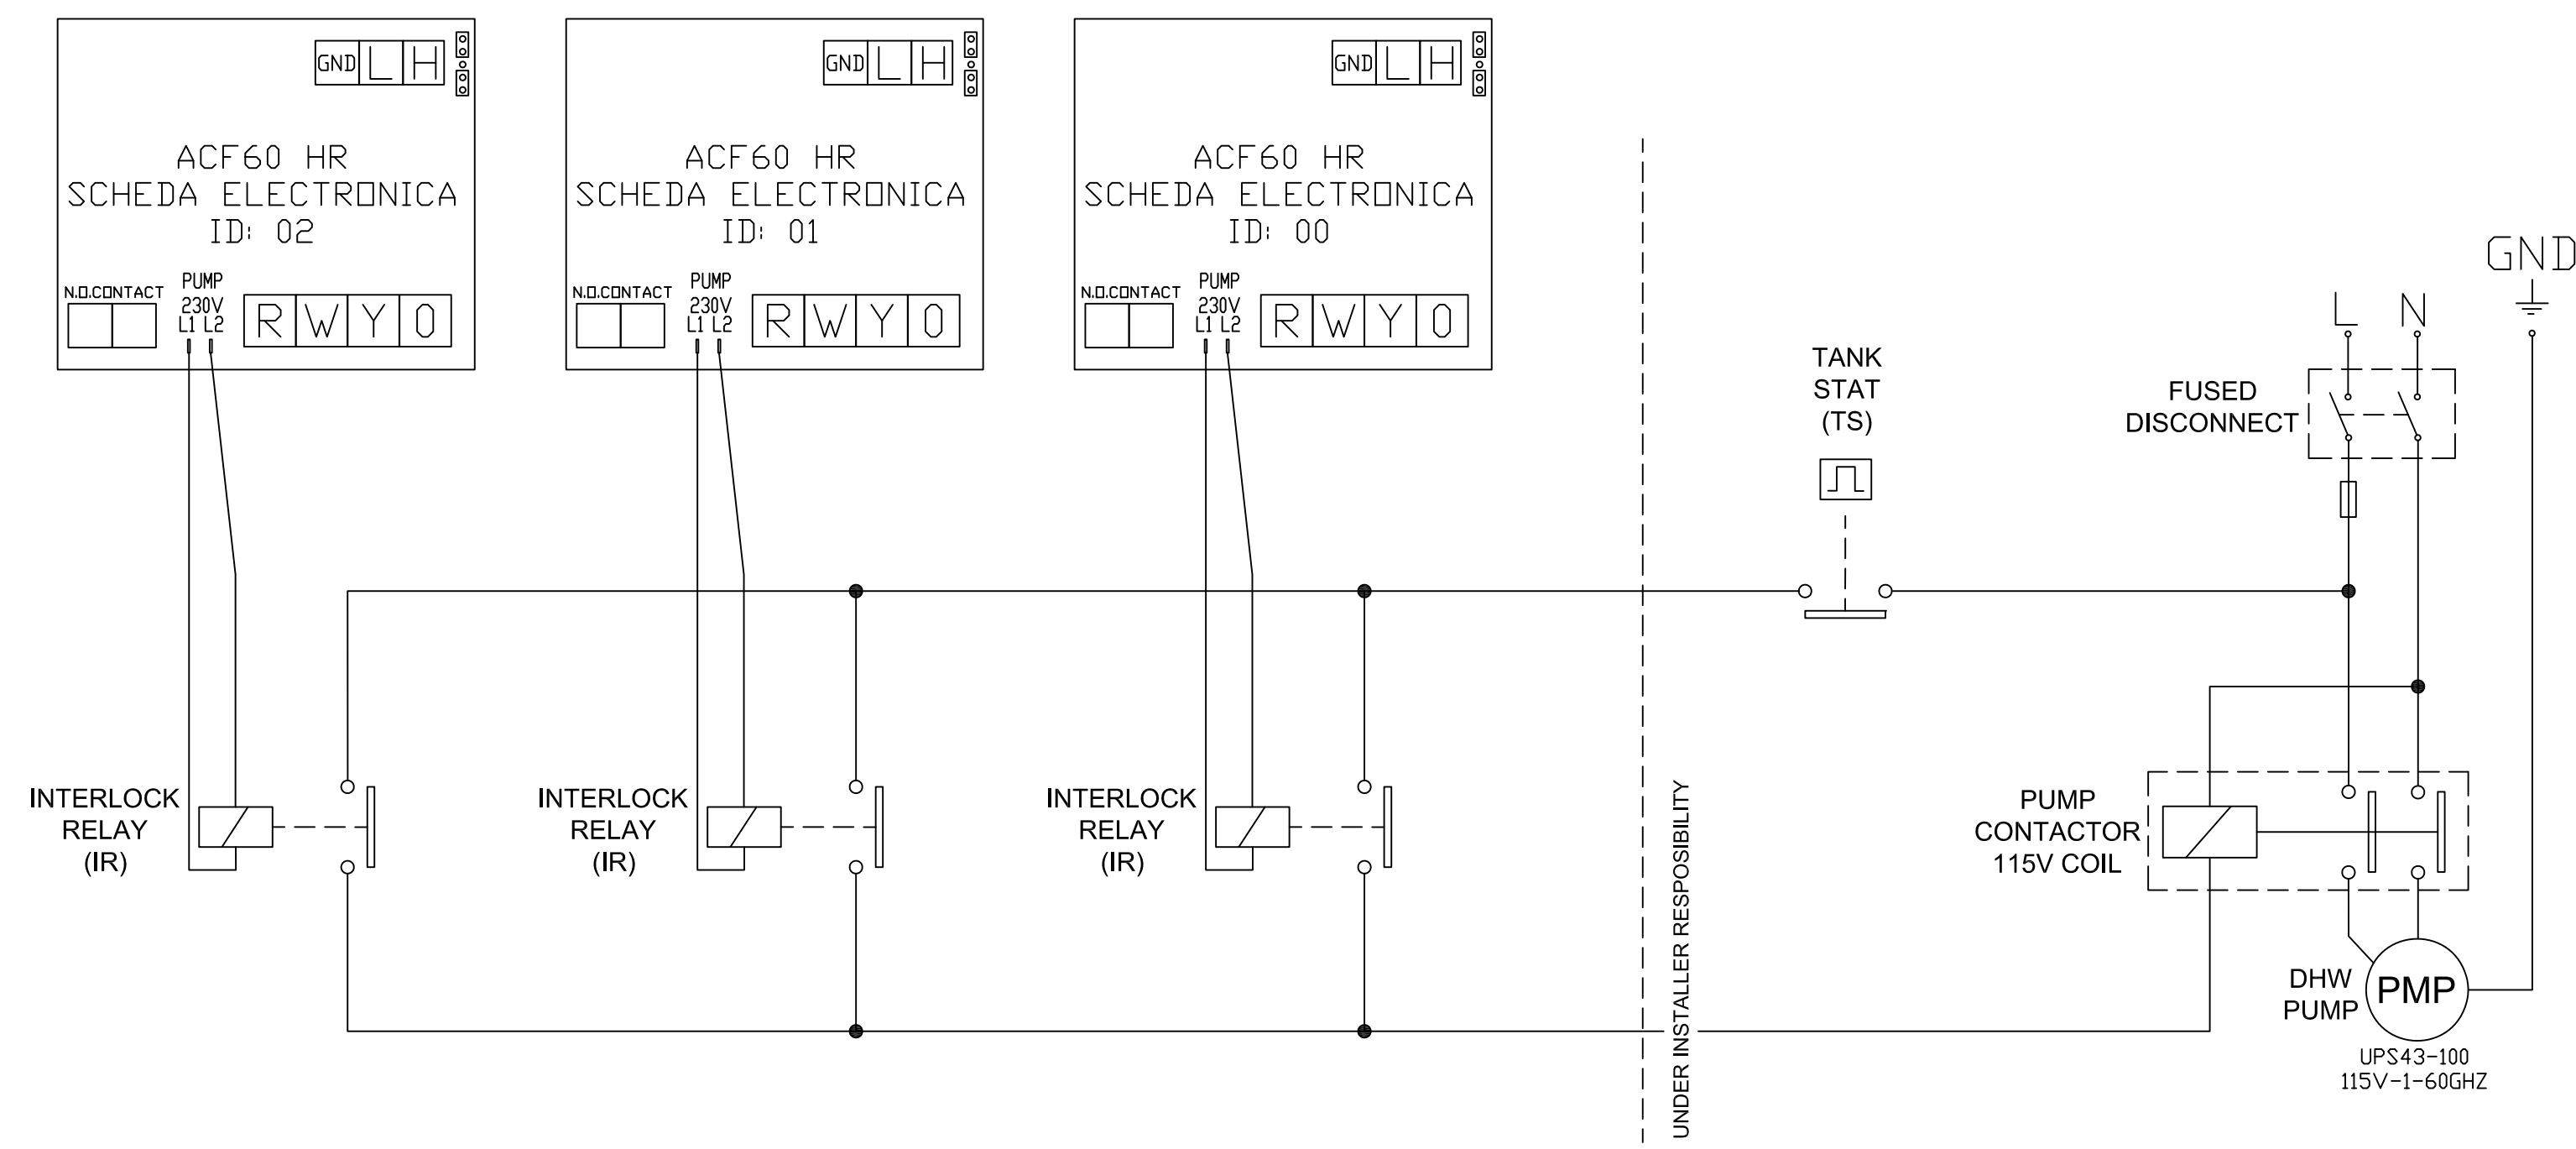 GND L H
ACF60 HR
SCHEDA ELECTRONICA
ID: 02
N.O.CONTACT
PUMP
230V
L1 L2
R W Y O
GND L H
ACF60 HR
SCHEDA ELECTRONICA
ID: 01
N.O.CONTACT
PUMP
230V
L1 L2
R W Y O
GND L H
ACF60 HR
SCHEDA ELECTRONICA
ID: 00
N.O.CONTACT
PUMP
230V
L1 L2
R W Y O
TANK
STAT
(TS)
GND
L N
FUSED
DISCONNECT
INTERLOCK
RELAY
(IR)
INTERLOCK
RELAY
(IR)
INTERLOCK
RELAY
(IR)
UNDER INSTALLER RESPOSIBILITY
PUMP
CONTACTOR
115V COIL
DHW
PUMP
PMP
UPS43-100
115V-1-60GHZ